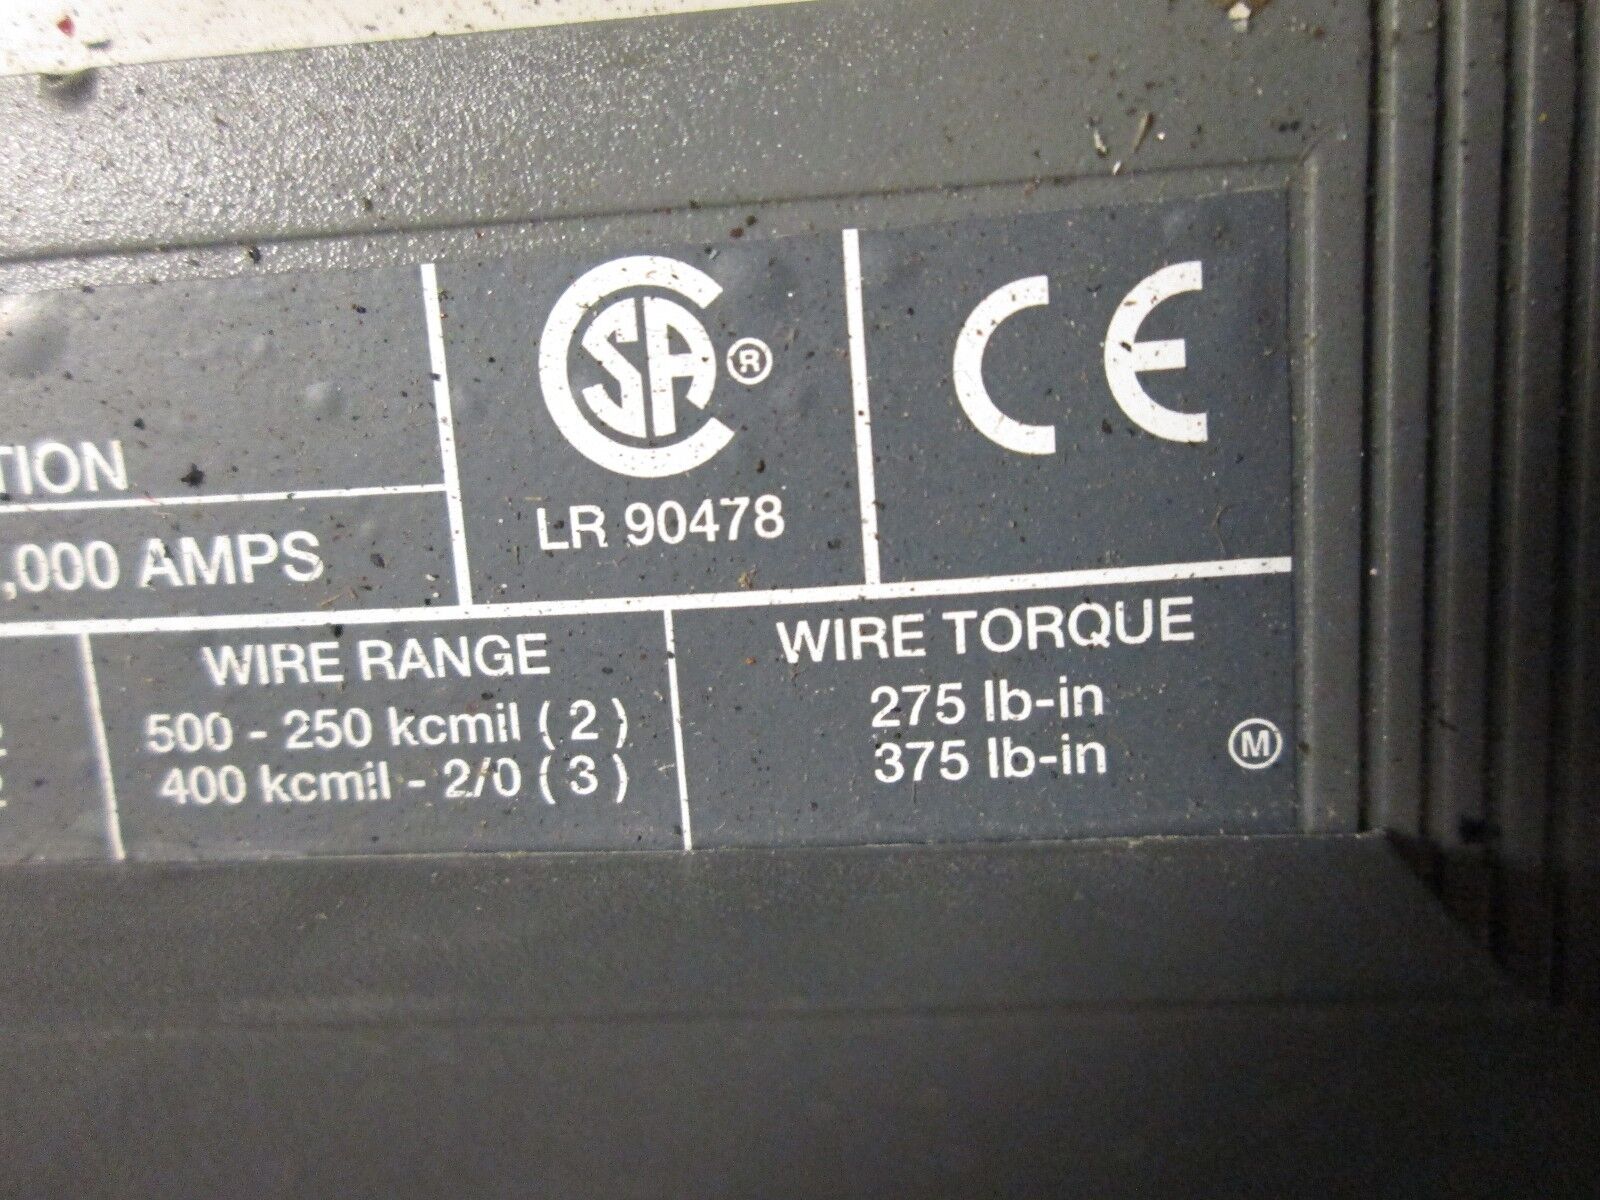 CSA ®
CE
LR 90478
TION
,000 AMPS
WIRE RANGE
500 - 250 kcmil ( 2 )
400 kcmil - 2/0 ( 3 )
WIRE TORQUE
275 lb-in
375 lb-in
M